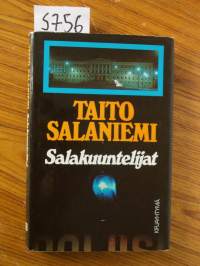 5756
TAITO
SALANIEMI
Salakuuntelijat
KIRJAYHTYMÄ